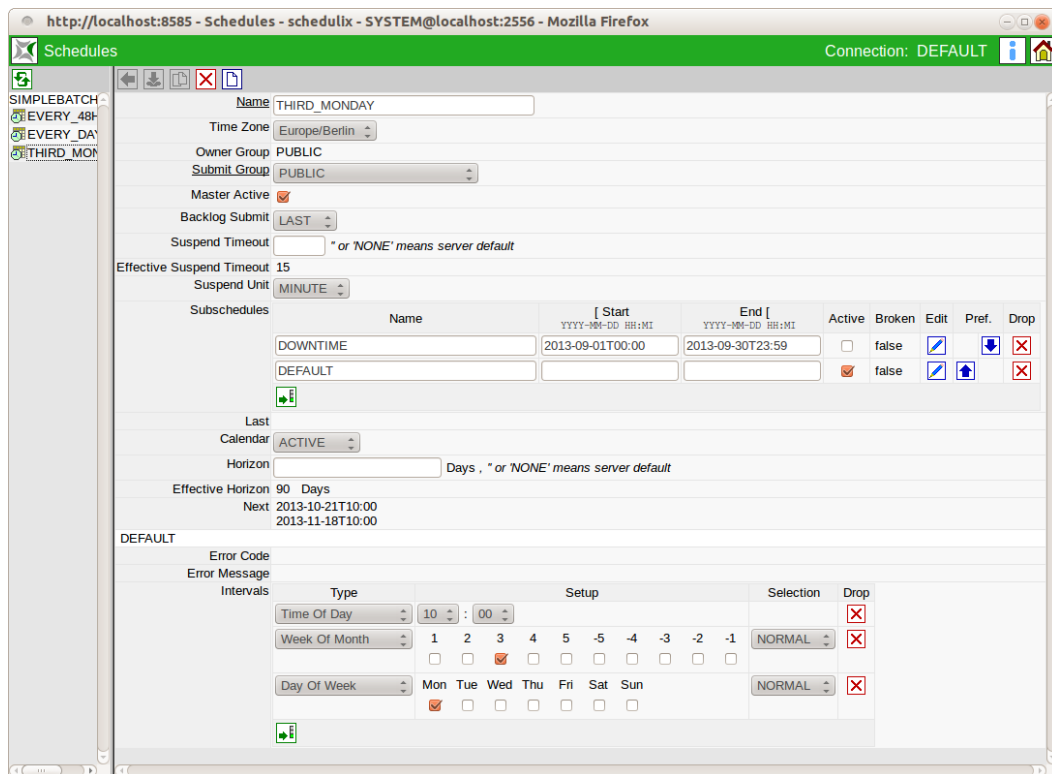 http://localhost:8585 - Schedules - schedulix - SYSTEM@localhost:2556 - Mozilla Firefox
Schedules Connection: DEFAULT
SIMPLEBATCH
EVERY_48H
EVERY_DAY
THIRD_MON
Name THIRD_MONDAY
Time Zone Europe/Berlin
Owner Group PUBLIC
Submit Group PUBLIC
Master Active
Backlog Submit LAST
Suspend Timeout '' or 'NONE' means server default
Effective Suspend Timeout 15
Suspend Unit MINUTE
Subschedules
Name [ Start End [ Active Broken Edit Pref. Drop
YYYY-MM-DD HH:MI YYYY-MM-DD HH:MI
DOWNTIME 2013-09-01T00:00 2013-09-30T23:59 false
DEFAULT false
Last
Calendar ACTIVE
Horizon Days , '' or 'NONE' means server default
Effective Horizon 90 Days
Next 2013-10-21T10:00
2013-11-18T10:00
DEFAULT
Error Code
Error Message
Intervals Type Setup Selection Drop
Time Of Day 10 : 00
Week Of Month 1 2 3 4 5 -5 -4 -3 -2 -1 NORMAL
Day Of Week Mon Tue Wed Thu Fri Sat Sun NORMAL